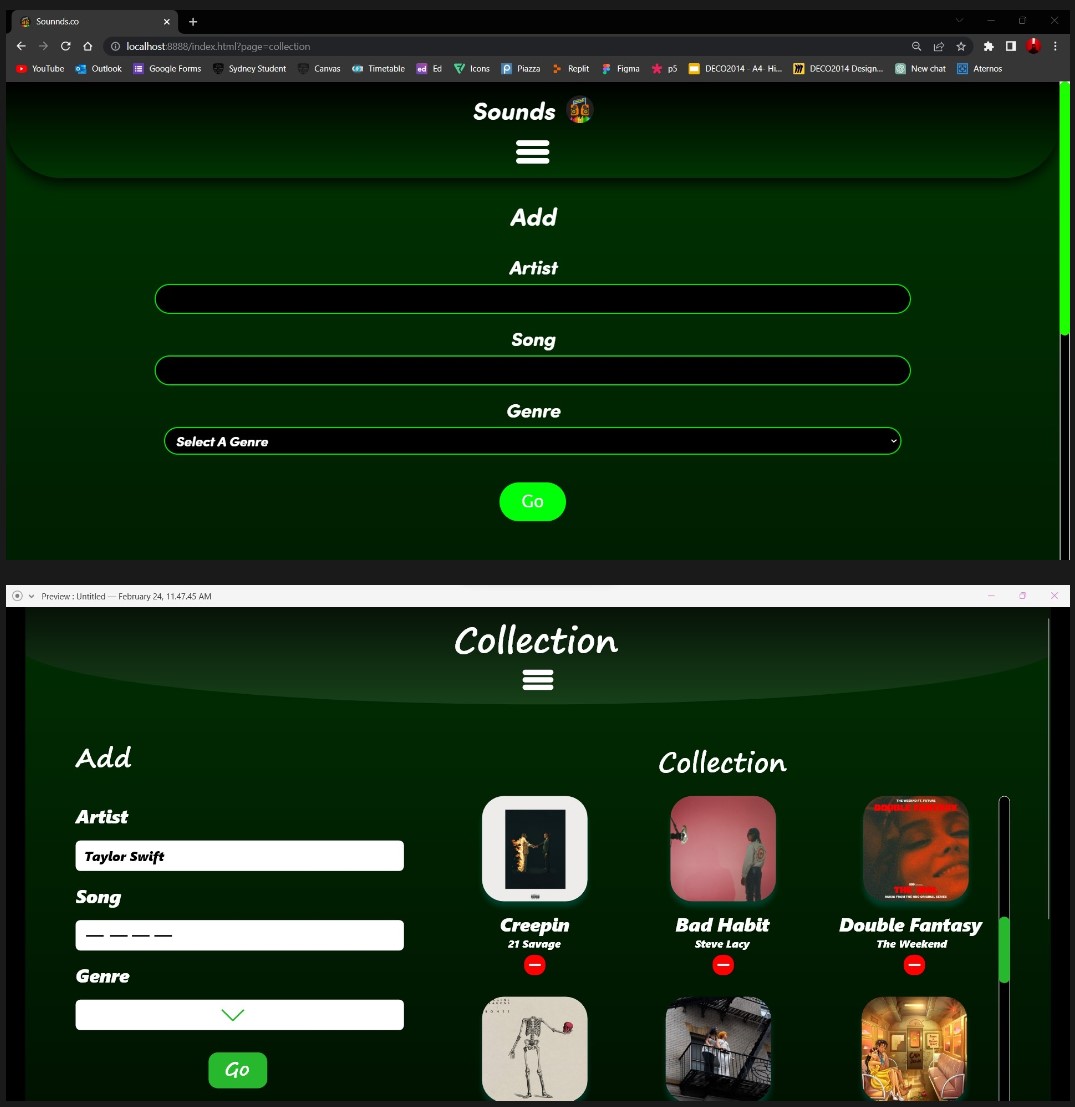 Sounnds.co
localhost:8888/index.html?page=collection
YouTube Outlook Google Forms Sydney Student Canvas Timetable ed Ed Icons Piazza Replit Figma p5 DECO2014 - A4 - Hi... DECO2014 Design... New chat Aternos
Sounds
Add
Artist
Song
Genre
Select A Genre
Go
Preview : Untitled — February 24, 11.47.45 AM
Collection
Add
Collection
Artist
Taylor Swift
Song
Genre
Go
Creepin
21 Savage
Bad Habit
Steve Lacy
Double Fantasy
The Weekend